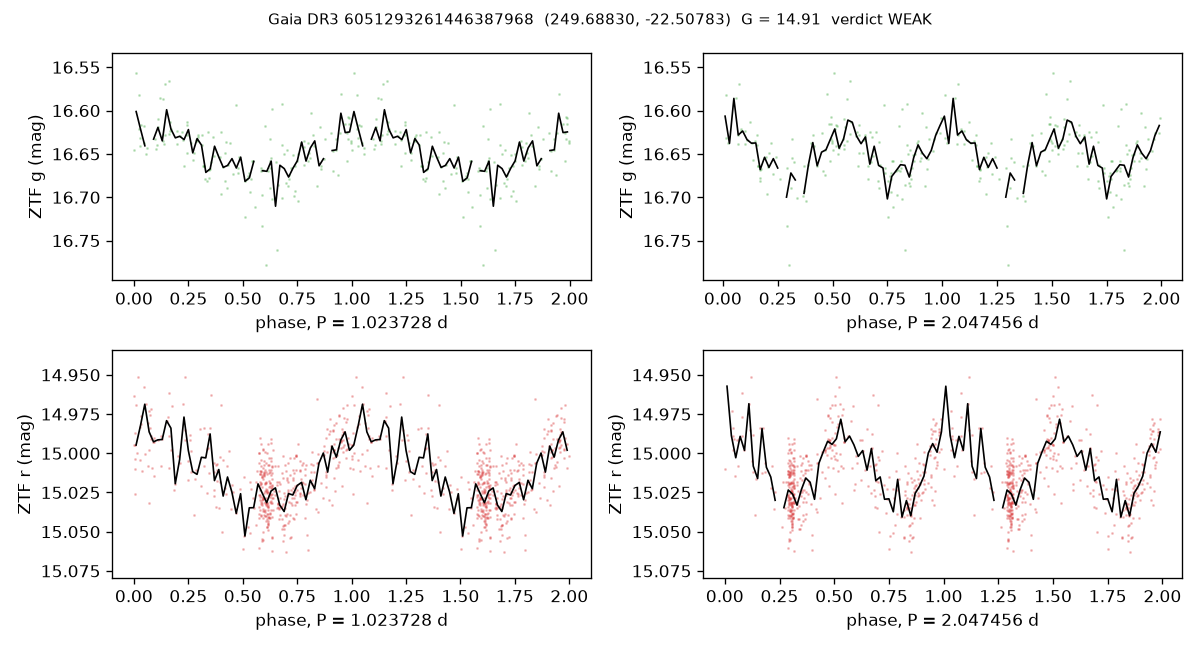 Gaia DR3 6051293261446387968  (249.68830, -22.50783)  G = 14.91  verdict WEAK
ZTF g (mag)
16.55
16.60
16.65
16.70
16.75
0.00 0.25 0.50 0.75 1.00 1.25 1.50 1.75 2.00
phase, P = 1.023728 d
ZTF g (mag)
16.55
16.60
16.65
16.70
16.75
0.00 0.25 0.50 0.75 1.00 1.25 1.50 1.75 2.00
phase, P = 2.047456 d
ZTF r (mag)
14.950
14.975
15.000
15.025
15.050
15.075
0.00 0.25 0.50 0.75 1.00 1.25 1.50 1.75 2.00
phase, P = 1.023728 d
ZTF r (mag)
14.950
14.975
15.000
15.025
15.050
15.075
0.00 0.25 0.50 0.75 1.00 1.25 1.50 1.75 2.00
phase, P = 2.047456 d